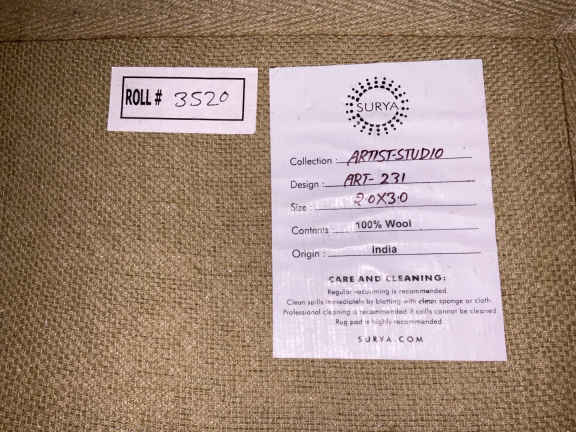 ROLL # 3520
SURYA
Collection : ARTIST-STUDIO
Design : ART- 231
Size : 2.0X3.0
Contents : 100% Wool
Origin : India
CARE AND CLEANING:
Regular vacuuming is recommended.
Clean spills immediately by blotting with clean sponge or cloth.
Professional cleaning is recommended if spills cannot be cleaned.
Rug pad is highly recommended.
SURYA.COM